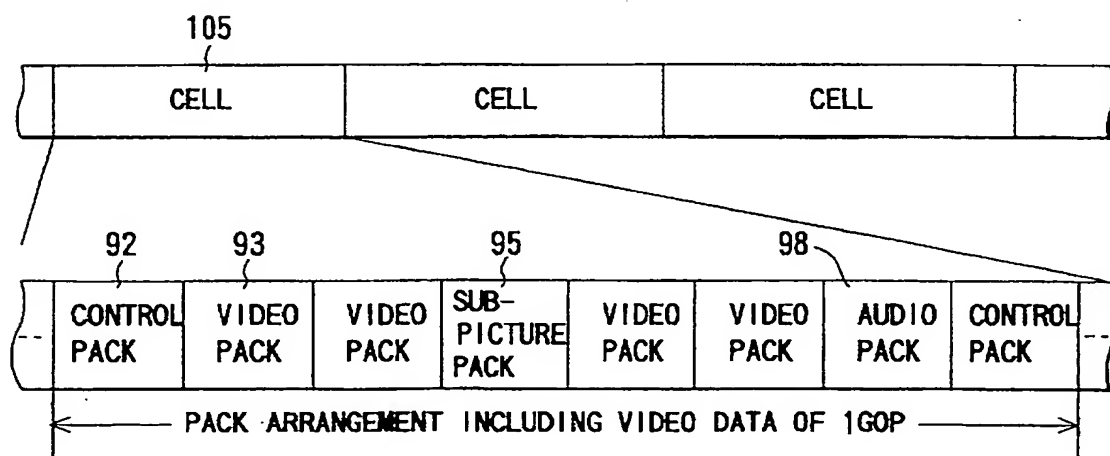 105
CELL CELL CELL
92 93 95 98
CONTROL PACK
VIDEO PACK
VIDEO PACK
SUB-PICTURE PACK
VIDEO PACK
VIDEO PACK
AUDIO PACK
CONTROL PACK
PACK ARRANGEMENT INCLUDING VIDEO DATA OF 1GOP